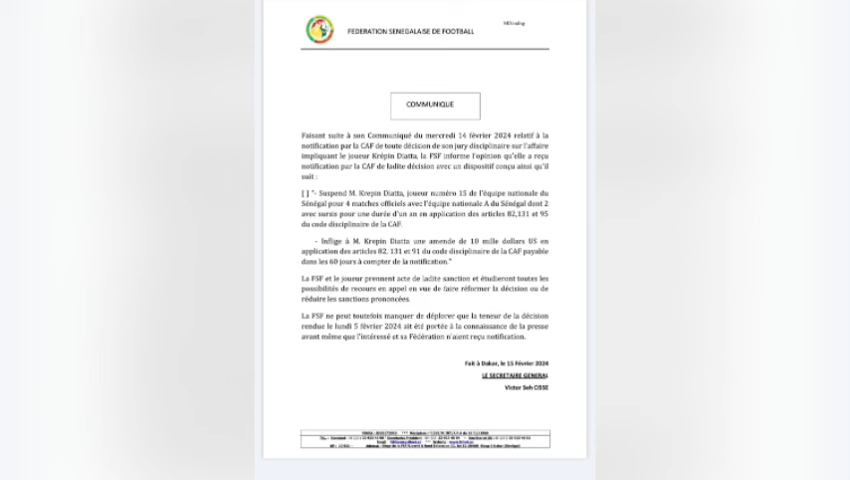 FEDERATION SENEGALAISE DE FOOTBALL
COMMUNIQUE
Faisant suite à son Communiqué du mercredi 14 février 2024 relatif à la
notification par la CAF de toute décision de son jury disciplinaire sur l'affaire
impliquant le joueur Krépin Diatta, la FSF informe l'opinion qu'elle a reçu
notification par la CAF de ladite décision avec un dispositif conçu ainsi qu'il
suit :
[ ] "- Suspend M. Krepin Diatta, joueur numéro 15 de l'équipe nationale du
Sénégal pour 4 matches officiels avec l'équipe nationale A du Sénégal dont 2
avec sursis pour une durée d'un an en application des articles 82,131 et 95
du code disciplinaire de la CAF.
- Inflige à M. Krepin Diatta une amende de 10 mille dollars US en
application des articles 82, 131 et 91 du code disciplinaire de la CAF payable
dans les 60 jours à compter de la notification."
La FSF et le joueur prennent acte de ladite sanction et étudieront toutes les
possibilités de recours en appel en vue de faire réformer la décision ou de
réduire les sanctions prononcées.
La FSF ne peut toutefois manquer de déplorer que la teneur de la décision
rendue le lundi 5 février 2024 ait été portée à la connaissance de la presse
avant même que l'intéressé et sa Fédération n'aient reçu notification.
Fait à Dakar, le 15 Février 2024
LE SECRETAIRE GENERAL
Victor Seh CISSE